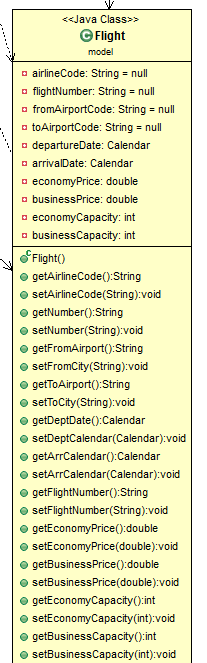 <<Java Class>>
Flight
model
airlineCode: String = null
flightNumber: String = null
fromAirportCode: String = null
toAirportCode: String = null
departureDate: Calendar
arrivalDate: Calendar
economyPrice: double
businessPrice: double
economyCapacity: int
businessCapacity: int
Flight()
getAirlineCode():String
setAirlineCode(String):void
getNumber():String
setNumber(String):void
getFromAirport():String
setFromCity(String):void
getToAirport():String
setToCity(String):void
getDeptDate():Calendar
setDeptCalendar(Calendar):void
getArrCalendar():Calendar
setArrCalendar(Calendar):void
getFlightNumber():String
setFlightNumber(String):void
getEconomyPrice():double
setEconomyPrice(double):void
getBusinessPrice():double
setBusinessPrice(double):void
getEconomyCapacity():int
setEconomyCapacity(int):void
getBusinessCapacity():int
setBusinessCapacity(int):void